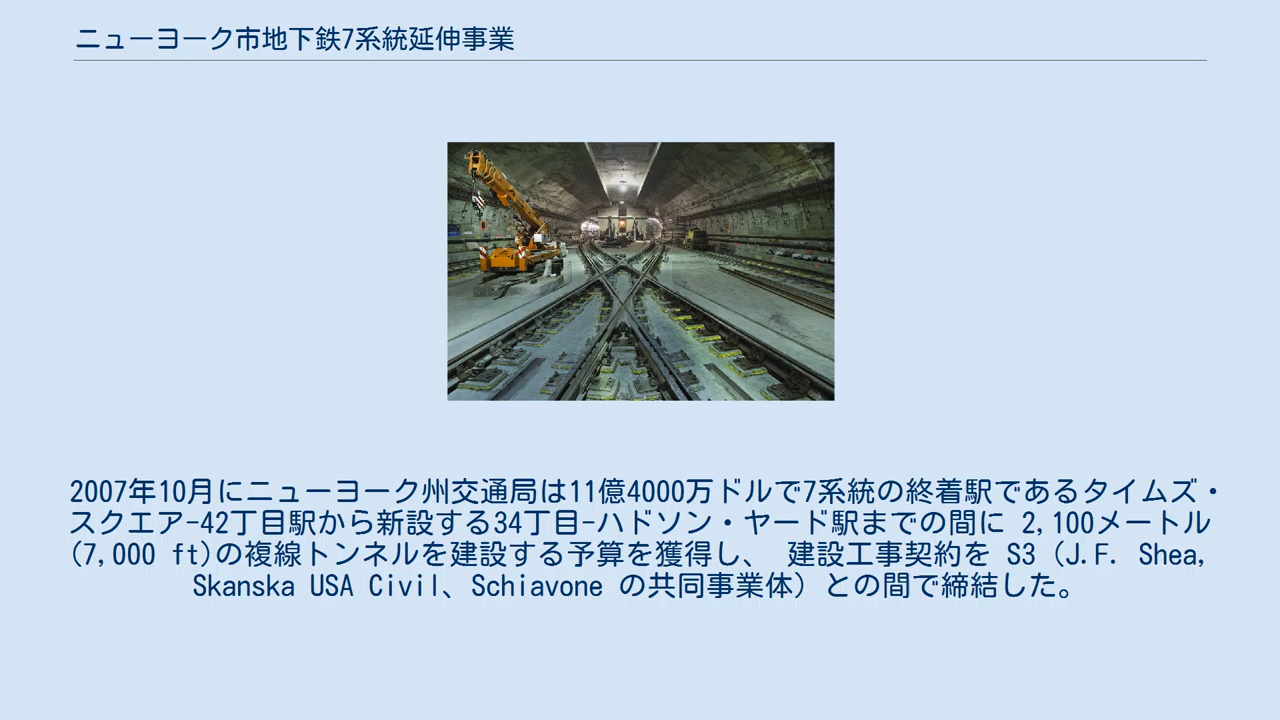 ニューヨーク市地下鉄7系統延伸事業
2007年10月にニューヨーク州交通局は11億4000万ドルで7系統の終着駅であるタイムズ・
スクエア-42丁目駅から新設する34丁目-ハドソン・ヤード駅までの間に 2,100メートル
(7,000 ft)の複線トンネルを建設する予算を獲得し、 建設工事契約を S3（J.F. Shea,
Skanska USA Civil、Schiavone の共同事業体）との間で締結した。